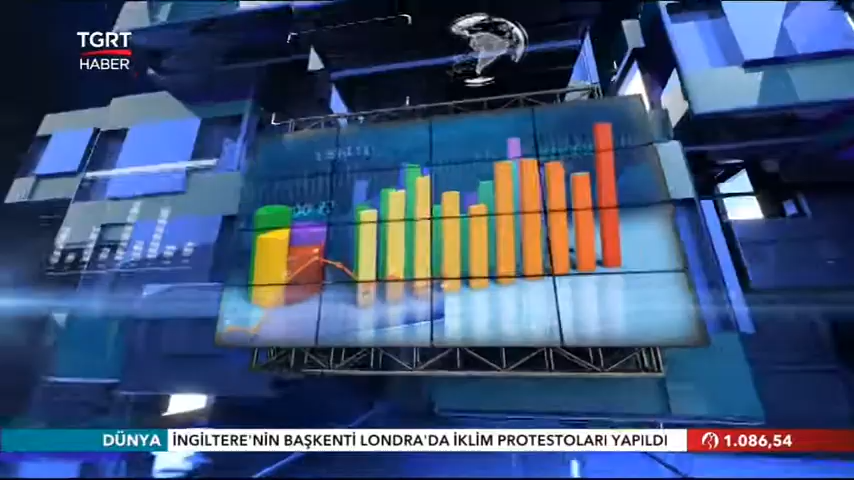 TGRT
HABER
DÜNYA İNGİLTERE'NİN BAŞKENTİ LONDRA'DA İKLİM PROTESTOLARI YAPILDI 1.086,54